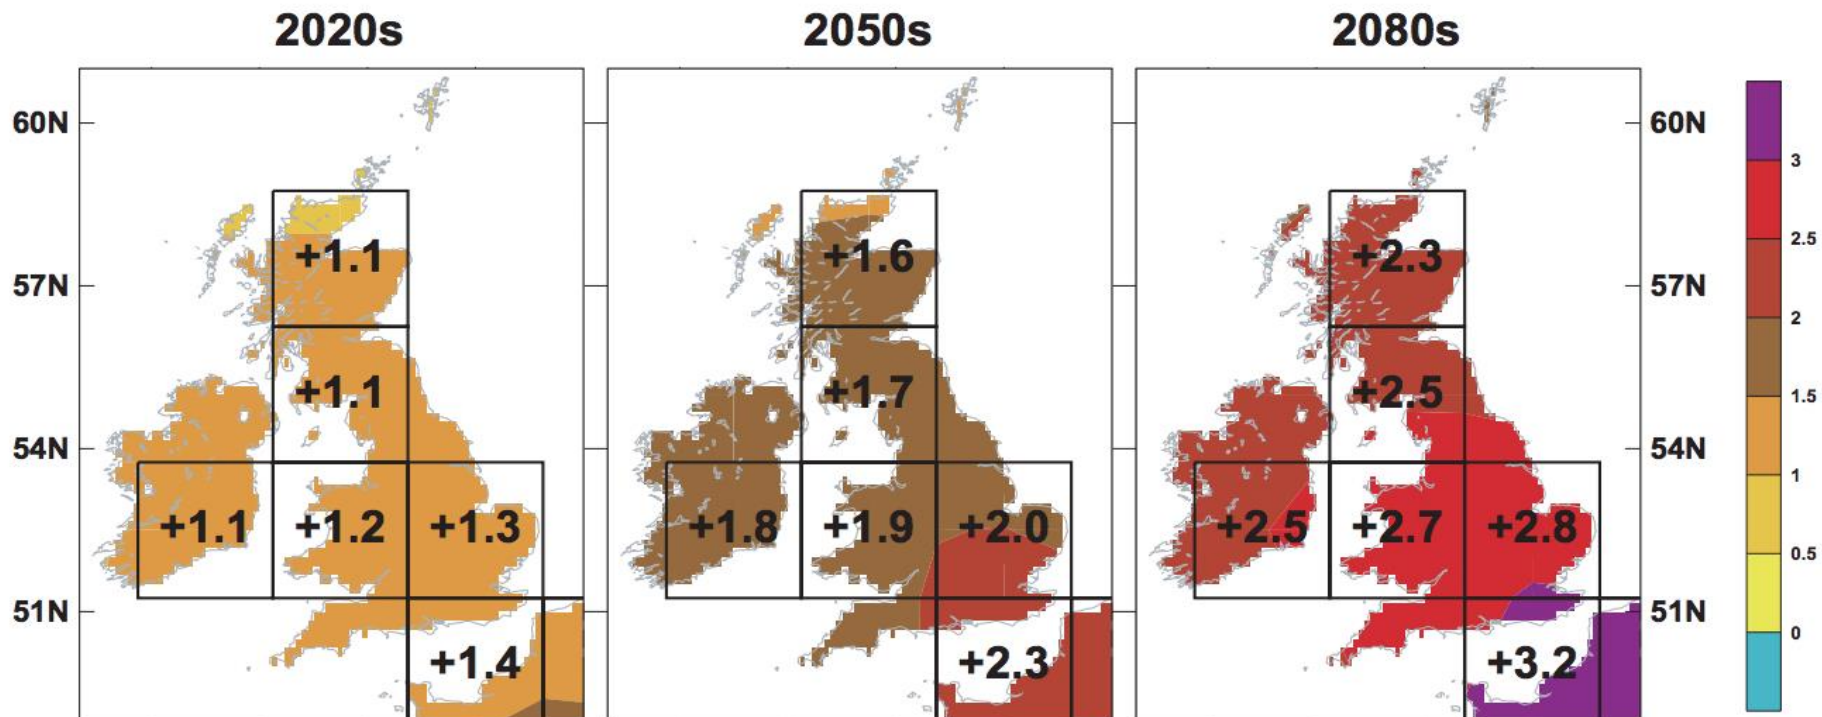 2020s 2050s 2080s
60N 60N
3
2.5
+1.1 +1.6 +2.3
57N 57N
2
+1.1 +1.7 +2.5
1.5
54N 54N
1
+1.1 +1.2 +1.3 +1.8 +1.9 +2.0 +2.5 +2.7 +2.8
0.5
51N 51N
0
+1.4 +2.3 +3.2